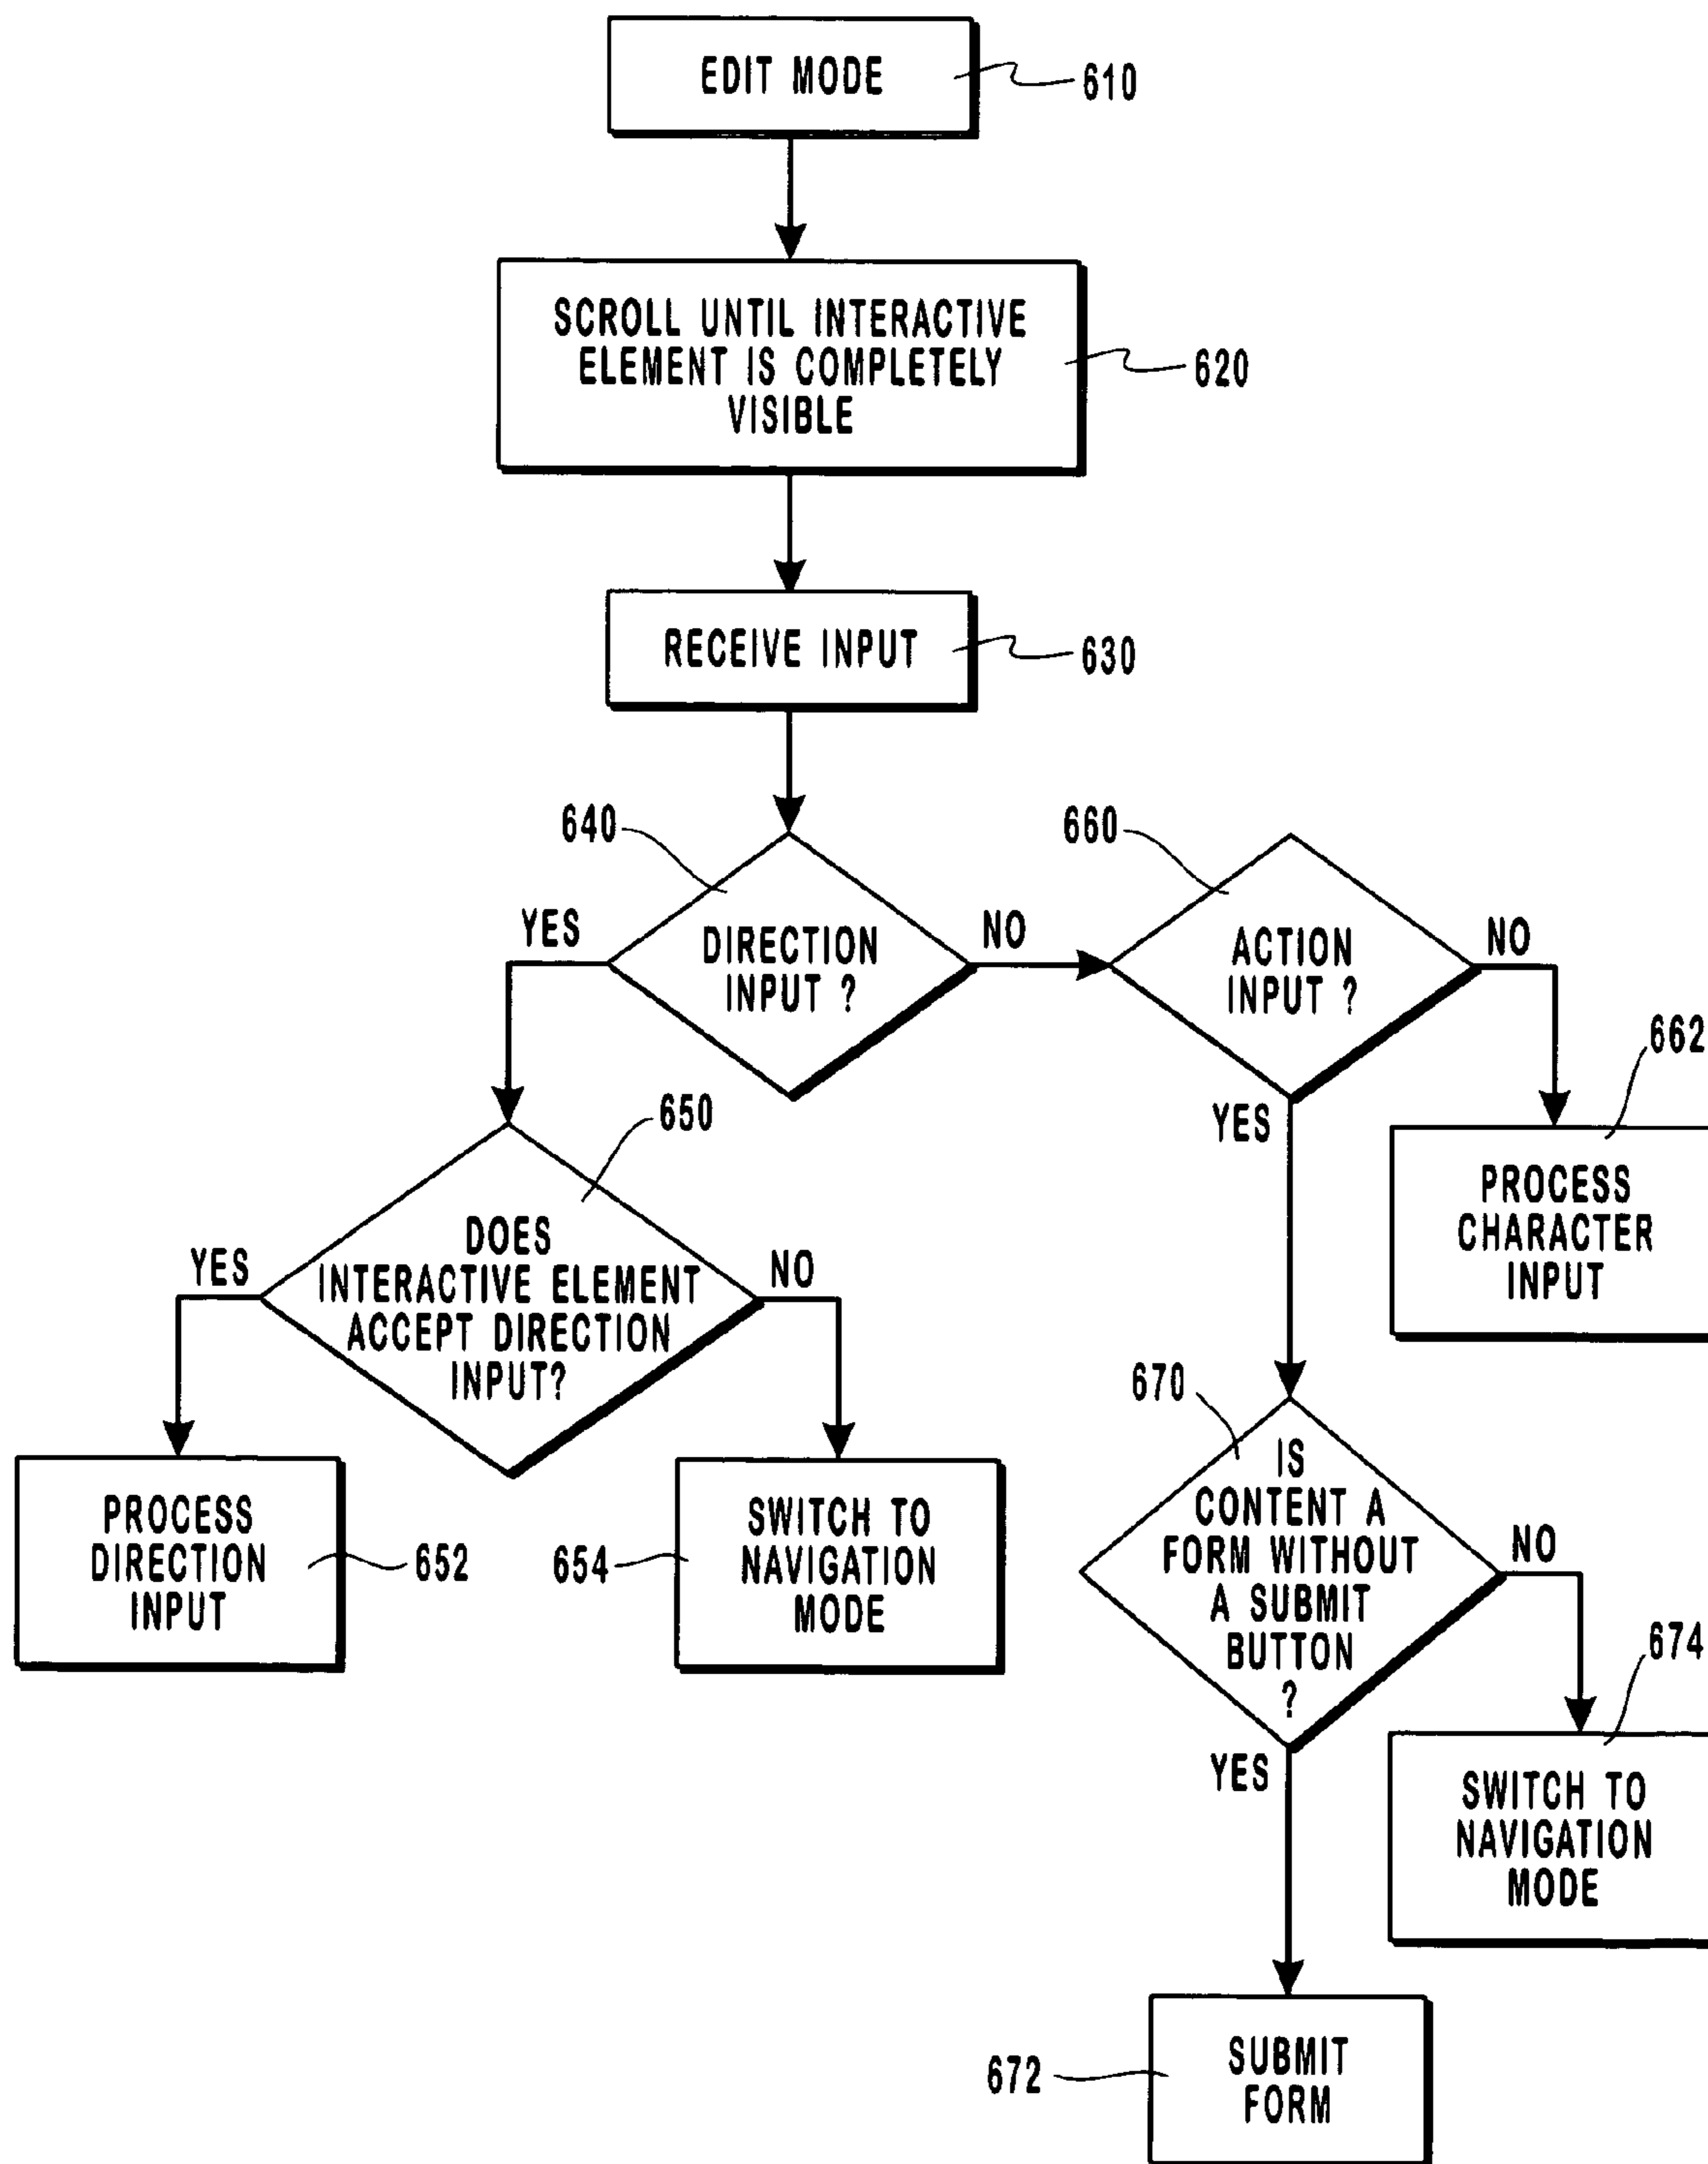 EDIT MODE
610
SCROLL UNTIL INTERACTIVE
ELEMENT IS COMPLETELY
VISIBLE
620
RECEIVE INPUT
630
640
660
YES
DIRECTION
INPUT ?
NO
ACTION
INPUT ?
NO
662
YES
650
PROCESS
CHARACTER
INPUT
YES
DOES
INTERACTIVE ELEMENT
ACCEPT DIRECTION
INPUT?
NO
670
IS
CONTENT A
FORM WITHOUT
A SUBMIT
BUTTON
?
NO
PROCESS
DIRECTION
INPUT
652
654
SWITCH TO
NAVIGATION
MODE
674
YES
SWITCH TO
NAVIGATION
MODE
672
SUBMIT
FORM